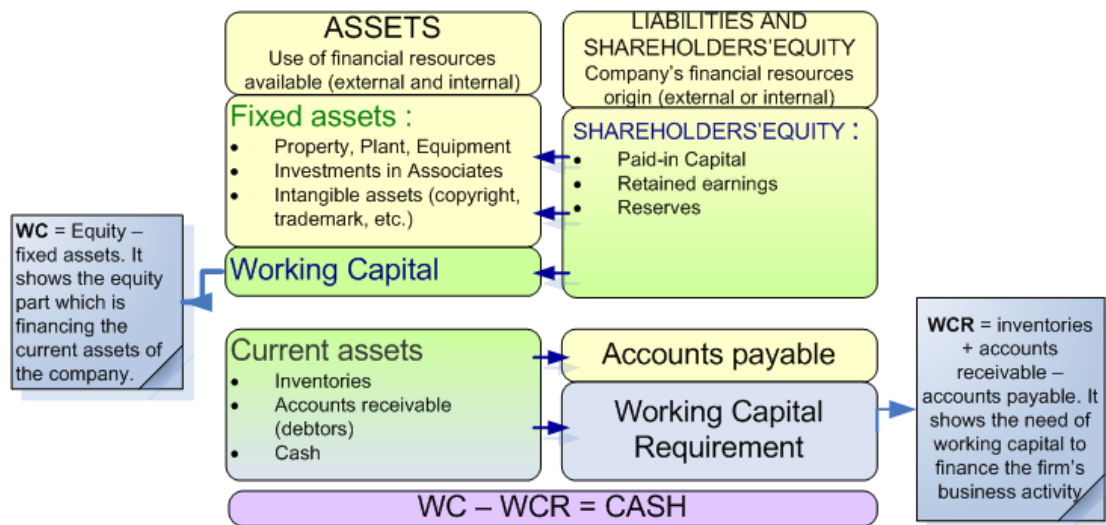 ASSETS
Use of financial resources
available (external and internal)
LIABILITIES AND
SHAREHOLDERS'EQUITY
Company's financial resources
origin (external or internal)
Fixed assets :
• Property, Plant, Equipment
• Investments in Associates
• Intangible assets (copyright,
trademark, etc.)
SHAREHOLDERS'EQUITY :
• Paid-in Capital
• Retained earnings
• Reserves
Working Capital
WC = Equity –
fixed assets. It
shows the equity
part which is
financing the
current assets of
the company.
Current assets
• Inventories
• Accounts receivable
(debtors)
• Cash
Accounts payable
Working Capital
Requirement
WCR = inventories
+ accounts
receivable –
accounts payable. It
shows the need of
working capital to
finance the firm's
business activity
WC – WCR = CASH